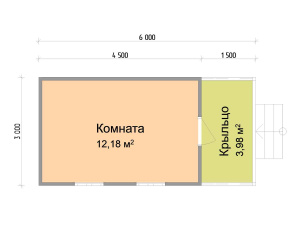 6 000
4 500
1 500
3 000
Комната
12,18 м²
Крыльцо
3,98 м²